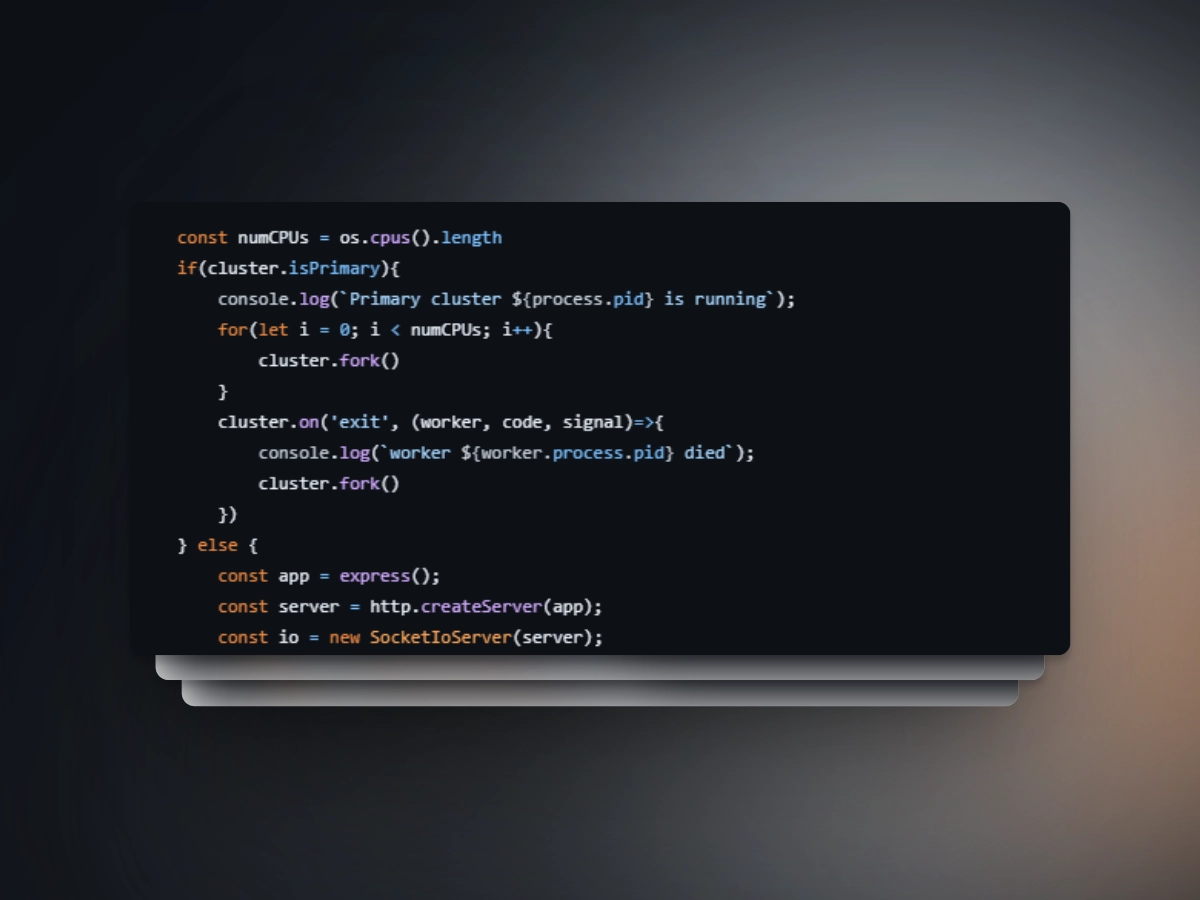 const numCPUs = os.cpus().length
if(cluster.isPrimary){
    console.log(`Primary cluster ${process.pid} is running`);
    for(let i = 0; i < numCPUs; i++){
        cluster.fork()
    }
    cluster.on('exit', (worker, code, signal)=>{
        console.log(`worker ${worker.process.pid} died`);
        cluster.fork()
    })
} else {
    const app = express();
    const server = http.createServer(app);
    const io = new SocketIoServer(server);